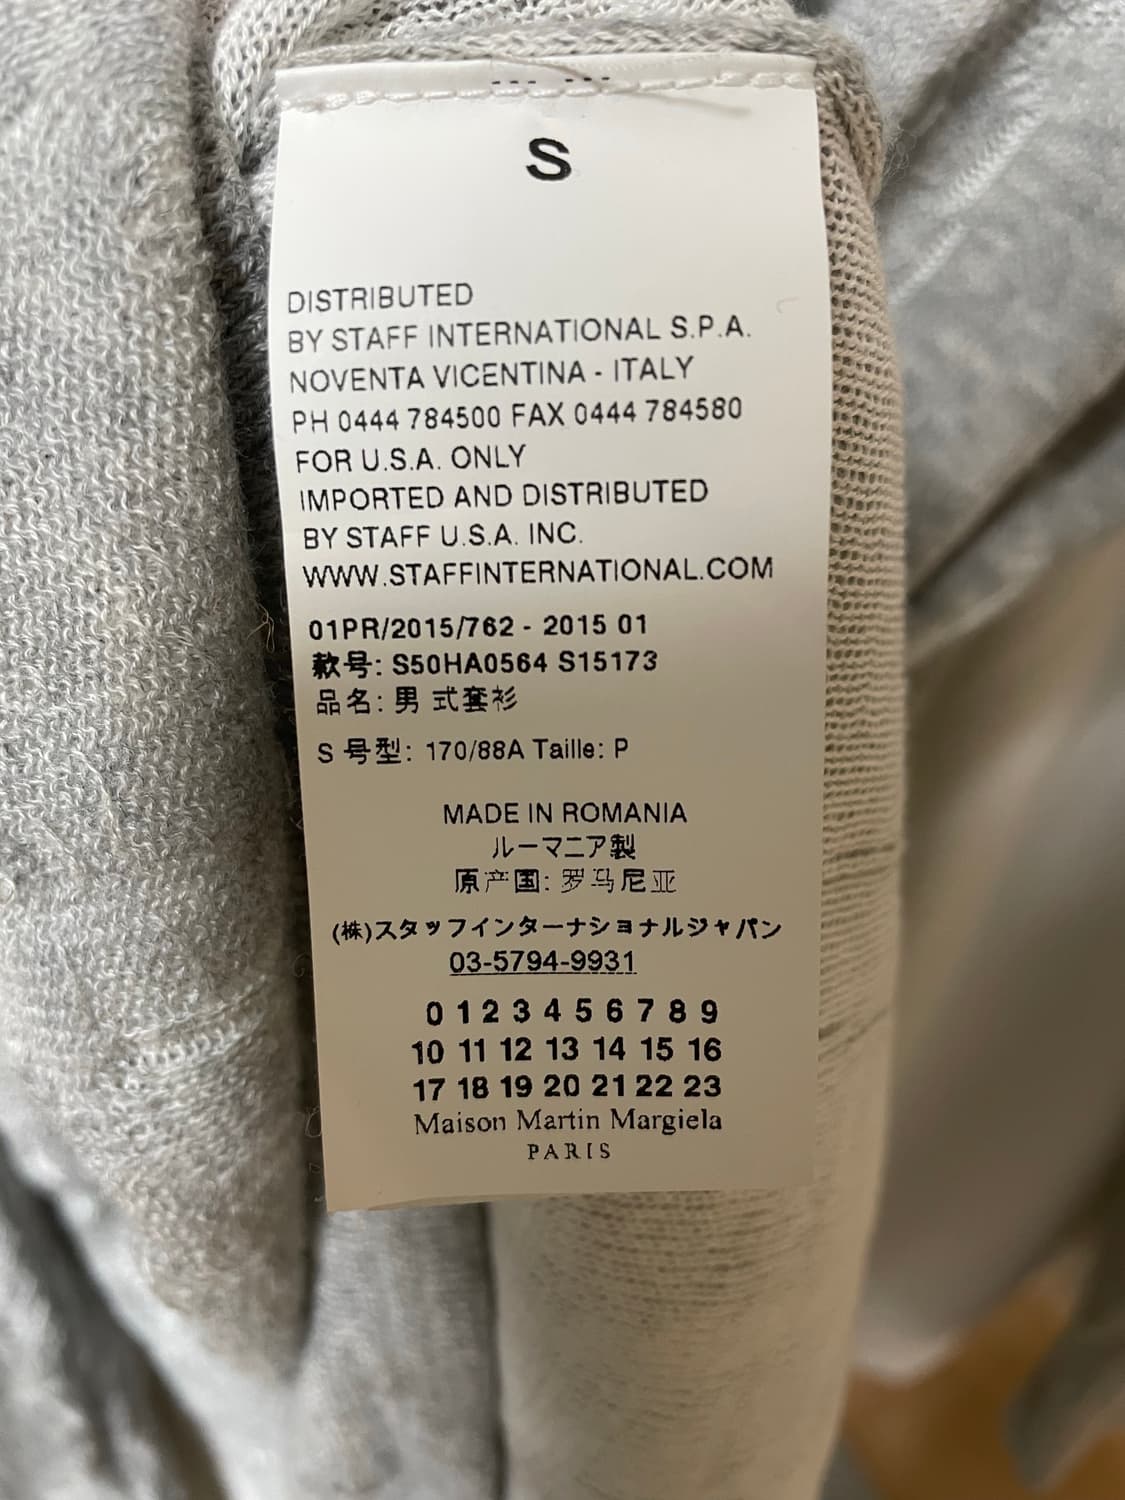 S
DISTRIBUTED
BY STAFF INTERNATIONAL S.P.A.
NOVENTA VICENTINA - ITALY
PH 0444 784500 FAX 0444 784580
FOR U.S.A. ONLY
IMPORTED AND DISTRIBUTED
BY STAFF U.S.A. INC.
WWW.STAFFINTERNATIONAL.COM
01PR/2015/762 - 2015 01
款号: S50HA0564 S15173
品名: 男 式套衫
S 号型: 170/88A Taille: P
MADE IN ROMANIA
ルーマニア製
原产国: 罗马尼亚
(株)スタッフインターナショナルジャパン
03-5794-9931
0 1 2 3 4 5 6 7 8 9
10 11 12 13 14 15 16
17 18 19 20 21 22 23
Maison Martin Margiela
PARIS